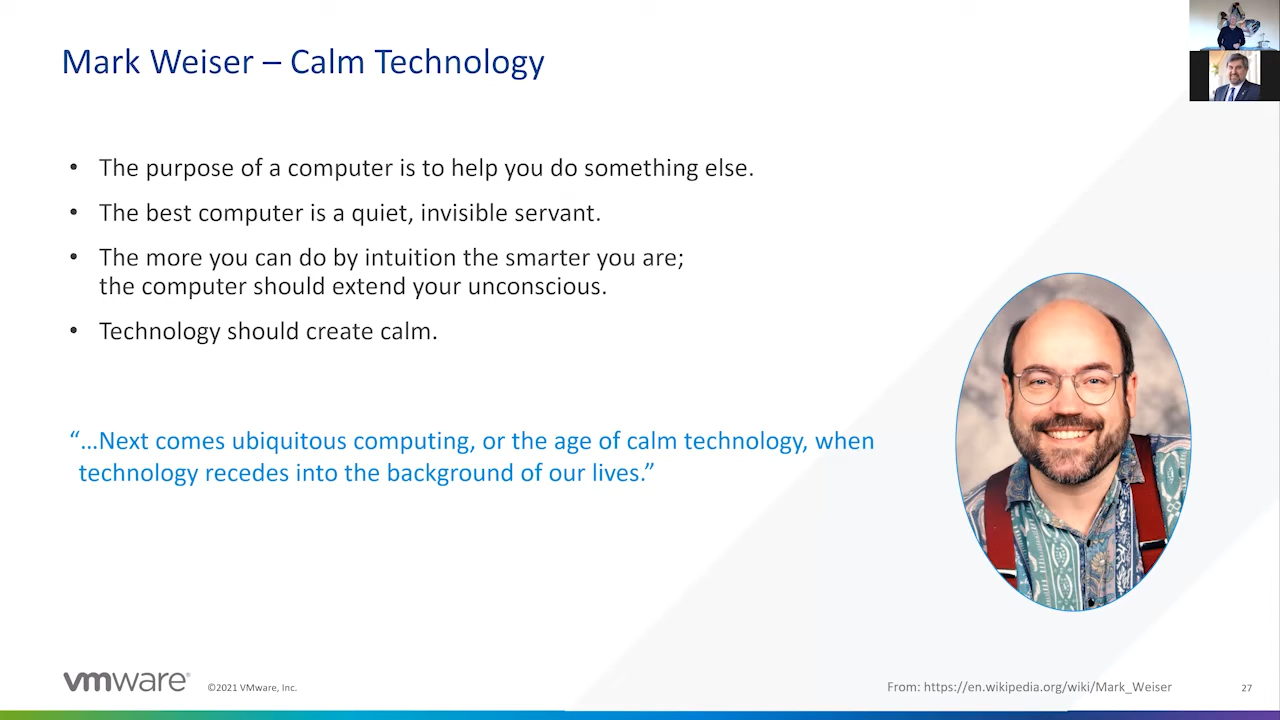 Mark Weiser – Calm Technology
• The purpose of a computer is to help you do something else.
• The best computer is a quiet, invisible servant.
• The more you can do by intuition the smarter you are;
the computer should extend your unconscious.
• Technology should create calm.
“…Next comes ubiquitous computing, or the age of calm technology, when
technology recedes into the background of our lives.”
vmware®
©2021 VMware, Inc.
From: https://en.wikipedia.org/wiki/Mark_Weiser
27